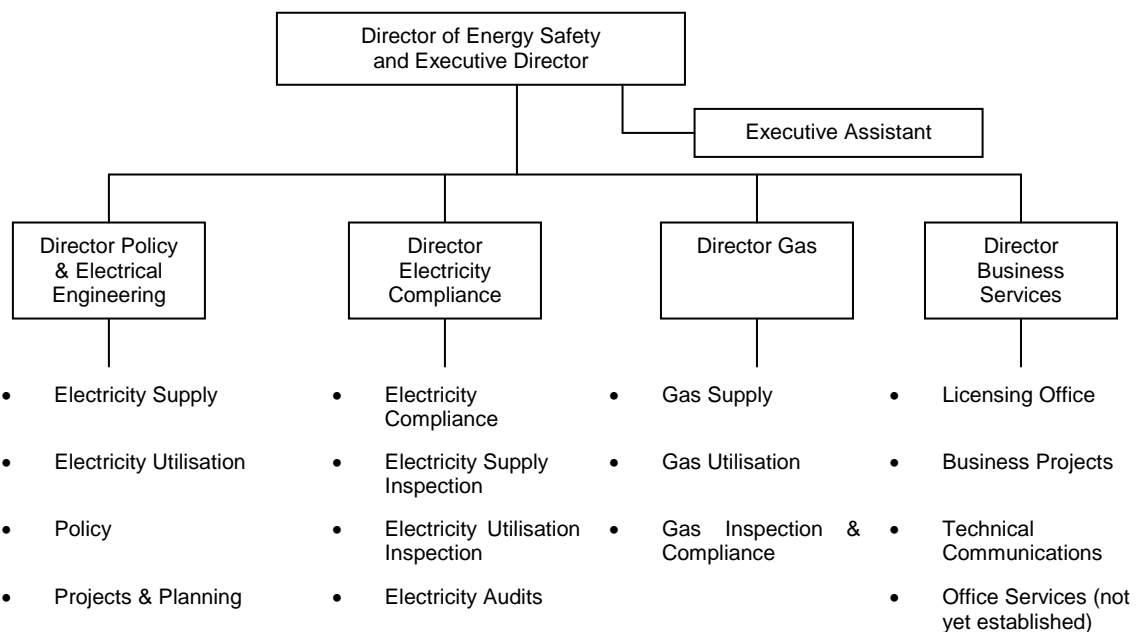 Director of Energy Safety
and Executive Director
Executive Assistant
Director Policy
& Electrical
Engineering
Director
Electricity
Compliance
Director Gas
Director
Business
Services
• Electricity Supply
• Electricity Utilisation
• Policy
• Projects & Planning
• Electricity
Compliance
• Electricity Supply
Inspection
• Electricity Utilisation
Inspection
• Electricity Audits
• Gas Supply
• Gas Utilisation
• Gas Inspection &
Compliance
• Licensing Office
• Business Projects
• Technical
Communications
• Office Services (not
yet established)